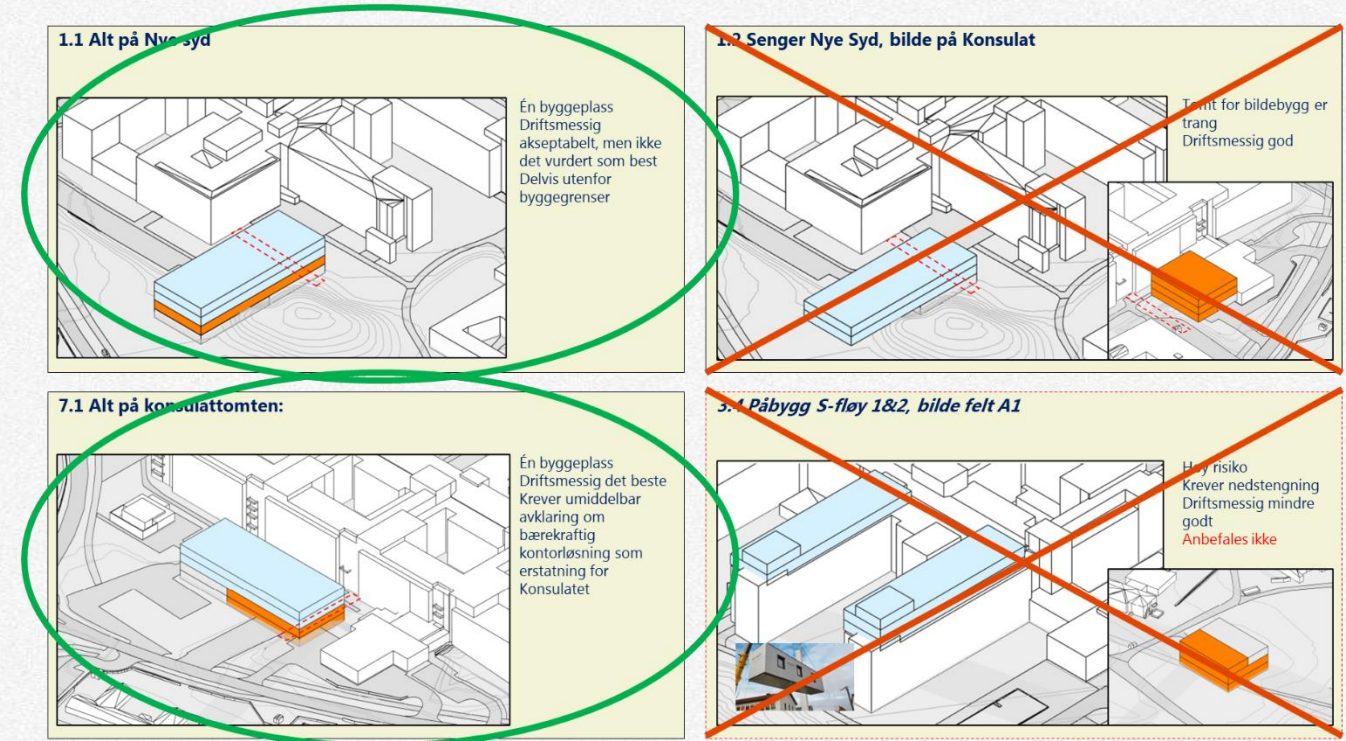 1.1 Alt på Nye syd
Én byggeplass
Driftsmessig
akseptabelt, men ikke
det vurdert som best
Delvis utenfor
byggegrenser
1.2 Senger Nye Syd, bilde på Konsulat
Tomt for bildebygg er
trang
Driftsmessig god
7.1 Alt på konsulattomten:
Én byggeplass
Driftsmessig det beste
Krever umiddelbar
avklaring om
bærekraftig
kontorløsning som
erstatning for
Konsulatet
3.4 Påbygg S-fløy 1&2, bilde felt A1
Høy risiko
Krever nedstengning
Driftsmessig mindre
godt
Anbefales ikke